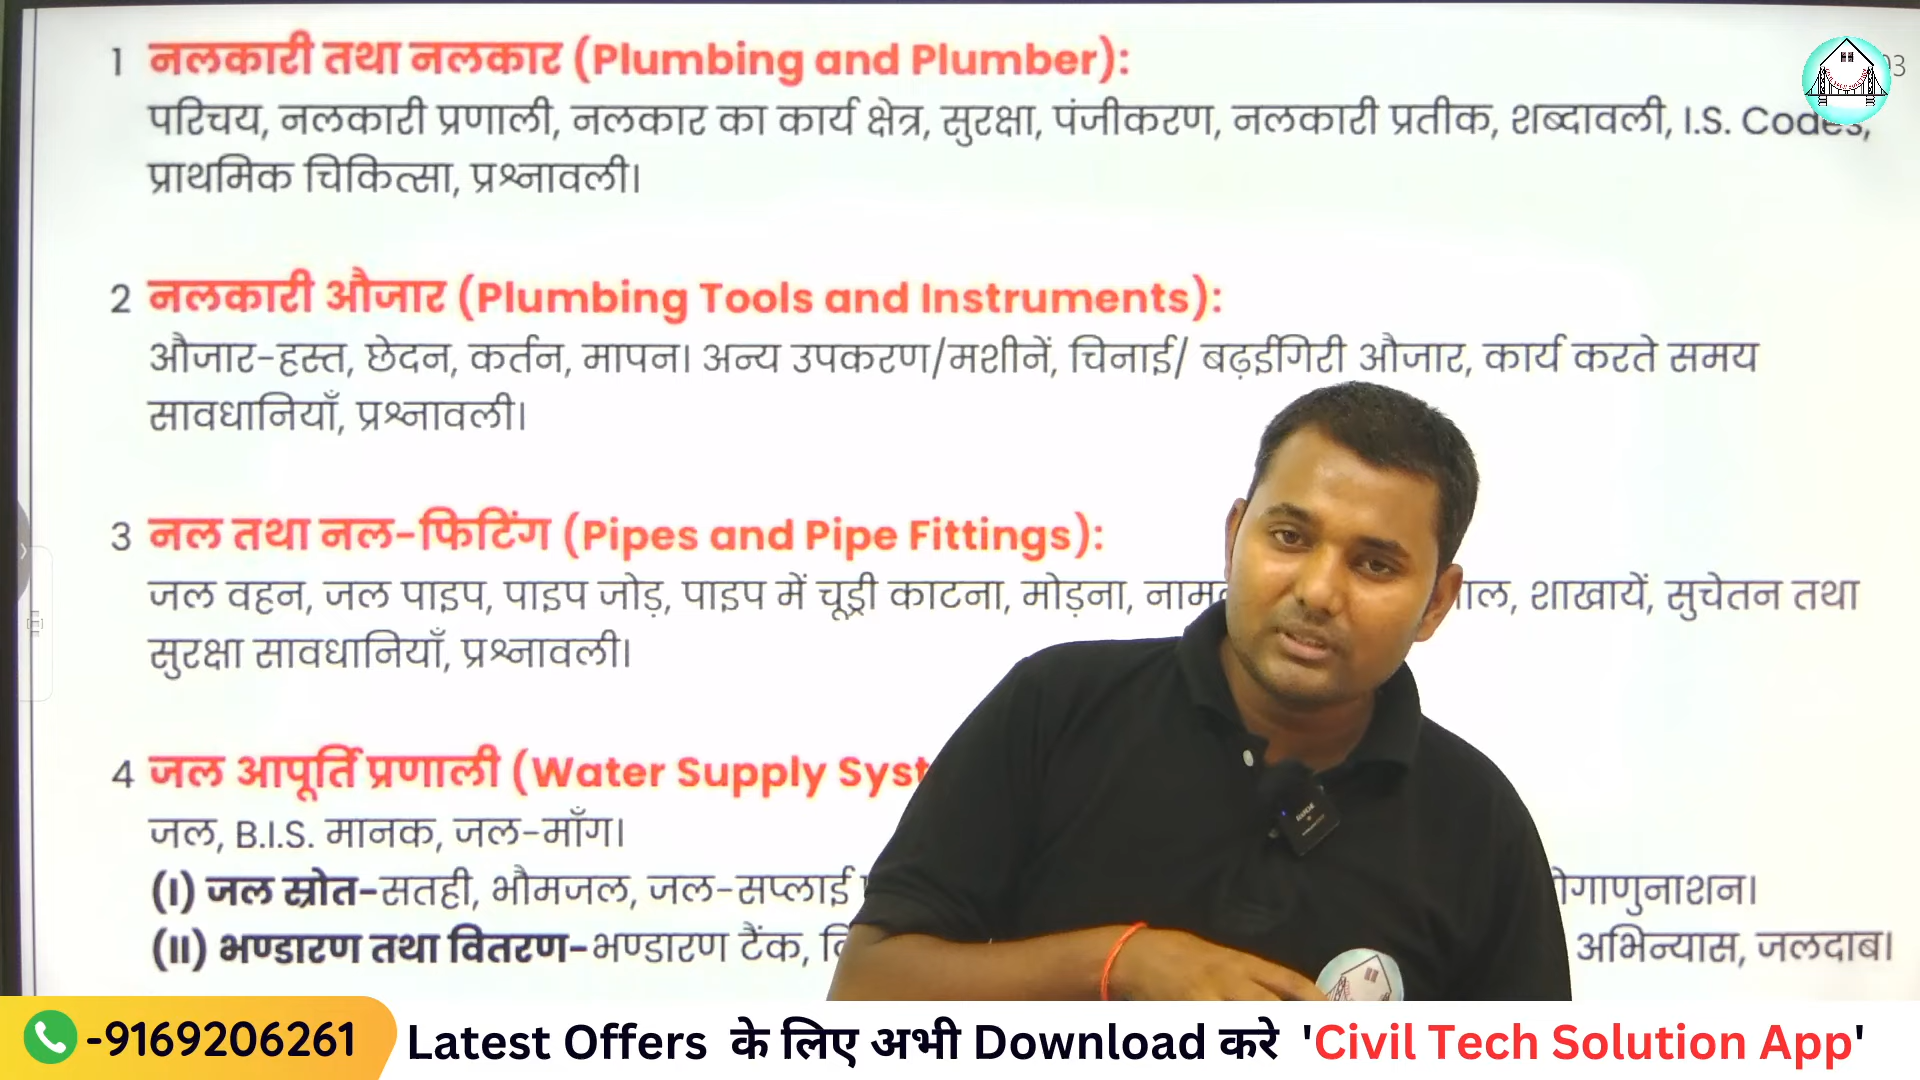 1 नलकारी तथा नलकार (Plumbing and Plumber):
परिचय, नलकारी प्रणाली, नलकार का कार्य क्षेत्र, सुरक्षा, पंजीकरण, नलकारी प्रतीक, शब्दावली, I.S. Codes,
प्राथमिक चिकित्सा, प्रश्नावली।
2 नलकारी औजार (Plumbing Tools and Instruments):
औजार-हस्त, छेदन, कर्तन, मापन। अन्य उपकरण/मशीनें, चिनाई/ बढ़ईगिरी औजार, कार्य करते समय
सावधानियाँ, प्रश्नावली।
3 नल तथा नल-फिटिंग (Pipes and Pipe Fittings):
जल वहन, जल पाइप, पाइप जोड़, पाइप में चूड़ी काटना, मोड़ना, शाखायें, सुचेतन तथा
सुरक्षा सावधानियाँ, प्रश्नावली।
4 जल आपूर्ति प्रणाली (Water Supply
जल, B.I.S. मानक, जल-माँग।
(I) जल स्रोत-सतही, भौमजल, जल-सप्लाई
(II) भण्डारण तथा वितरण-भण्डारण टैंक, अभिन्यास, जलदाब।
-9169206261 Latest Offers के लिए अभी Download करे 'Civil Tech Solution App'